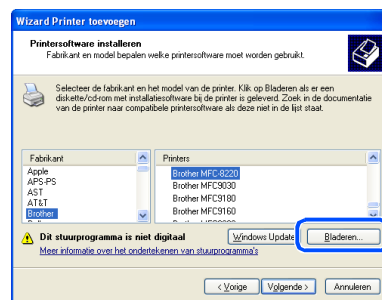 Wizard Printer toevoegen
Printersoftware installeren
Fabrikant en model bepalen welke printersoftware moet worden gebruikt.
Selecteer de fabrikant en het model van de printer. Klik op Bladeren als er een
diskette/cd-rom met installatiesoftware bij de printer is geleverd. Zoek in de documentatie
van de printer naar compatibele printersoftware als deze niet in de lijst staat.
Fabrikant
Apple
APS-PS
AST
AT&T
Brother
Printers
Brother MFC-8220
Brother MFC9030
Brother MFC9180
Brother MFC9160
Dit stuurprogramma is niet digitaal
Meer informatie over het ondertekenen van stuurprogramma's
Windows Update
Bladeren...
< Vorige
Volgende >
Annuleren